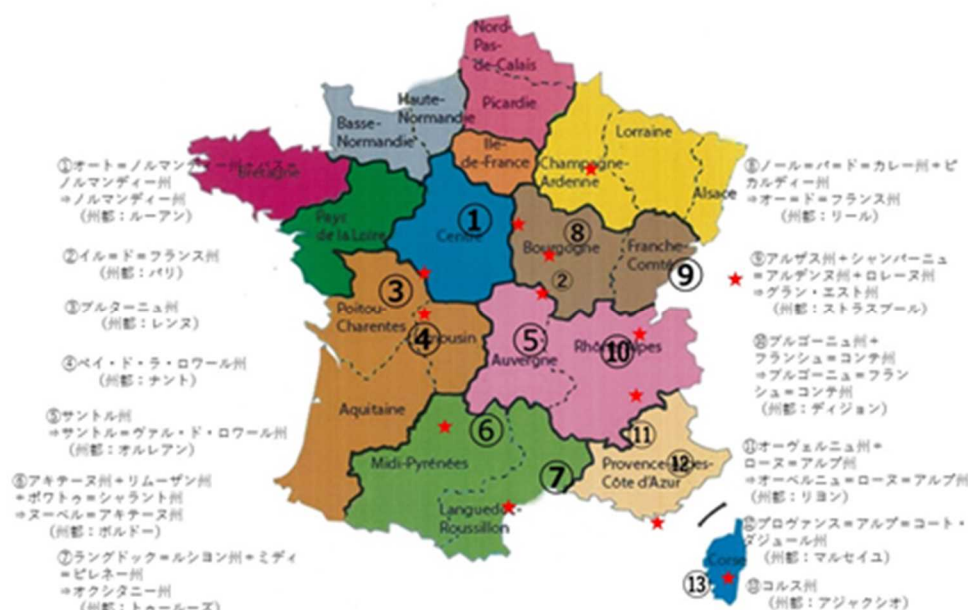 Nord-
Pas-
de-Calais
Picardie
Haute-
Normandie
Basse-
Normandie
Ile-
de-France
Lorraine
Champagne-
Ardenne
Alsace
Bretagne
Pays
de la Loire
①
Centre
⑧
Bourgogne
②
Franche-
Comté
⑨
③
Poitou-
Charentes
④
Limousin
⑤
Auvergne
Rhône-Alpes
⑩
Aquitaine
⑥
Midi-Pyrénées
⑦
Languedoc-
Roussillon
⑪
⑫
Provence-Alpes-
Côte d'Azur
Corse
⑬
①オート=ノルマンディー州+バス=
ノルマンディー州
⇒ノルマンディー州
(州都:ルーアン)
②イル=ド=フランス州
(州都:パリ)
③ブルターニュ州
(州都:レンヌ)
④ペイ・ド・ラ・ロワール州
(州都:ナント)
⑤サントル州
⇒サントル=ヴァル・ド・ロワール州
(州都:オルレアン)
⑥アキテーヌ州+リムーザン州
+ポワトゥ=シャラント州
⇒ヌーベル=アキテーヌ州
(州都:ボルドー)
⑦ラングドック=ルシヨン州+ミディ
=ピレネー州
⇒オクシタニー州
(州都:トゥールーズ)
⑧ノール=パ=ド=カレー州+ピ
カルディー州
⇒オー=ド=フランス州
(州都:リール)
⑨アルザス州+シャンパーニュ
=アルデンヌ州+ロレーヌ州
⇒グラン・エスト州
(州都:ストラスブール)
⑩ブルゴーニュ州+
フランシュ=コンテ州
⇒ブルゴーニュ=フラン
シュ=コンテ州
(州都:ディジョン)
⑪オーヴェルニュ州+
ローヌ=アルプ州
⇒オーベルニュ=ローヌ=アルプ州
(州都:リヨン)
⑫プロヴァンス=アルプ=コート・
ダジュール州
(州都:マルセイユ)
⑬コルス州
(州都:アジャクシオ)